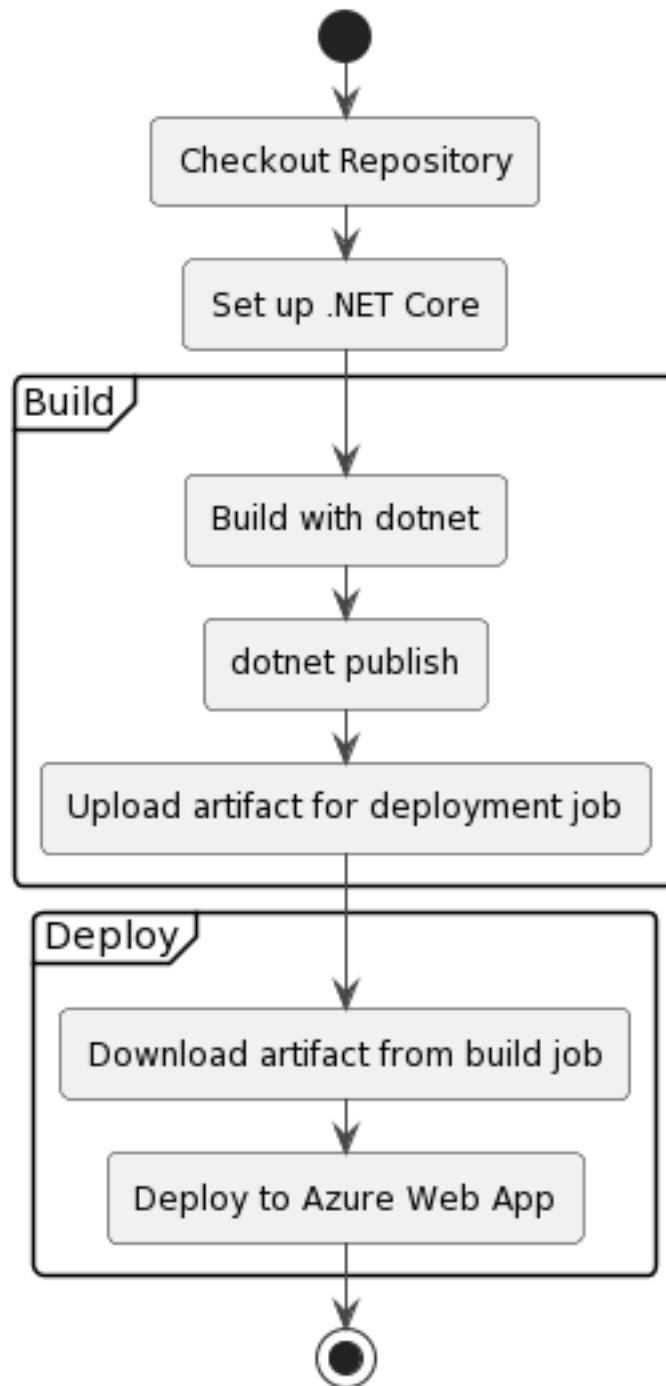 Checkout Repository
Set up .NET Core
Build
Build with dotnet
dotnet publish
Upload artifact for deployment job
Deploy
Download artifact from build job
Deploy to Azure Web App